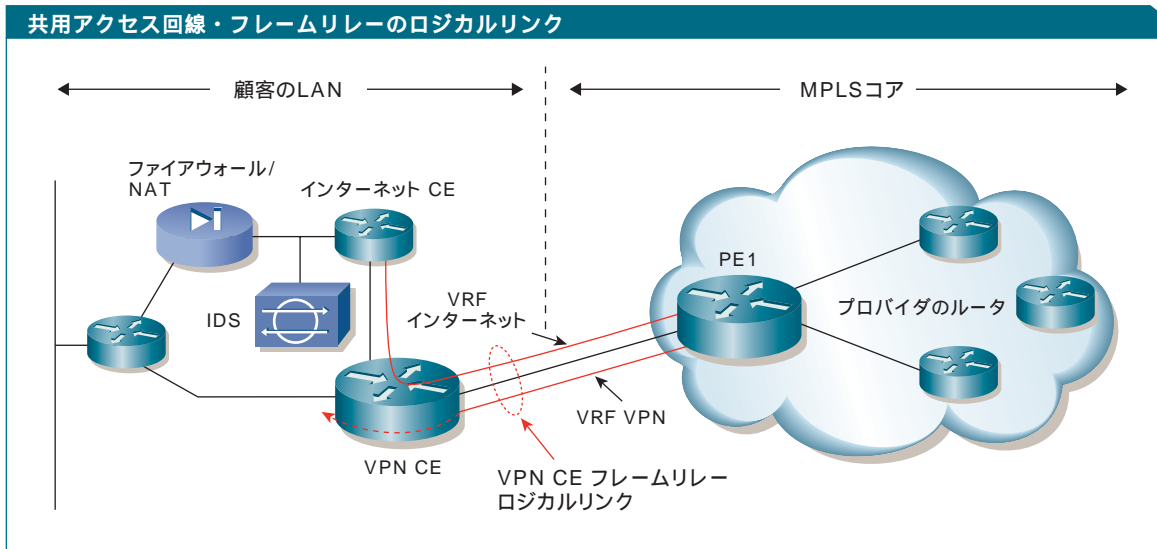 共用アクセス回線・フレームリレーのロジカルリンク
顧客のLAN
MPLSコア
ファイアウォール/
NAT
インターネット CE
IDS
VRF
インターネット
PE1
プロバイダのルータ
VRF VPN
VPN CE
VPN CE フレームリレー
ロジカルリンク